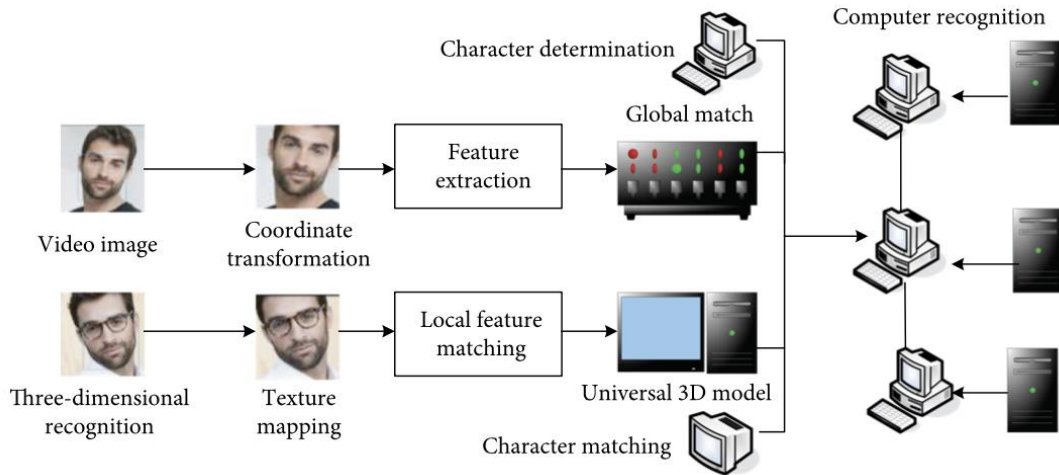 Computer recognition
Character determination
Global match
Feature
extraction
Video image
Coordinate
transformation
Local feature
matching
Three-dimensional
recognition
Texture
mapping
Universal 3D model
Character matching